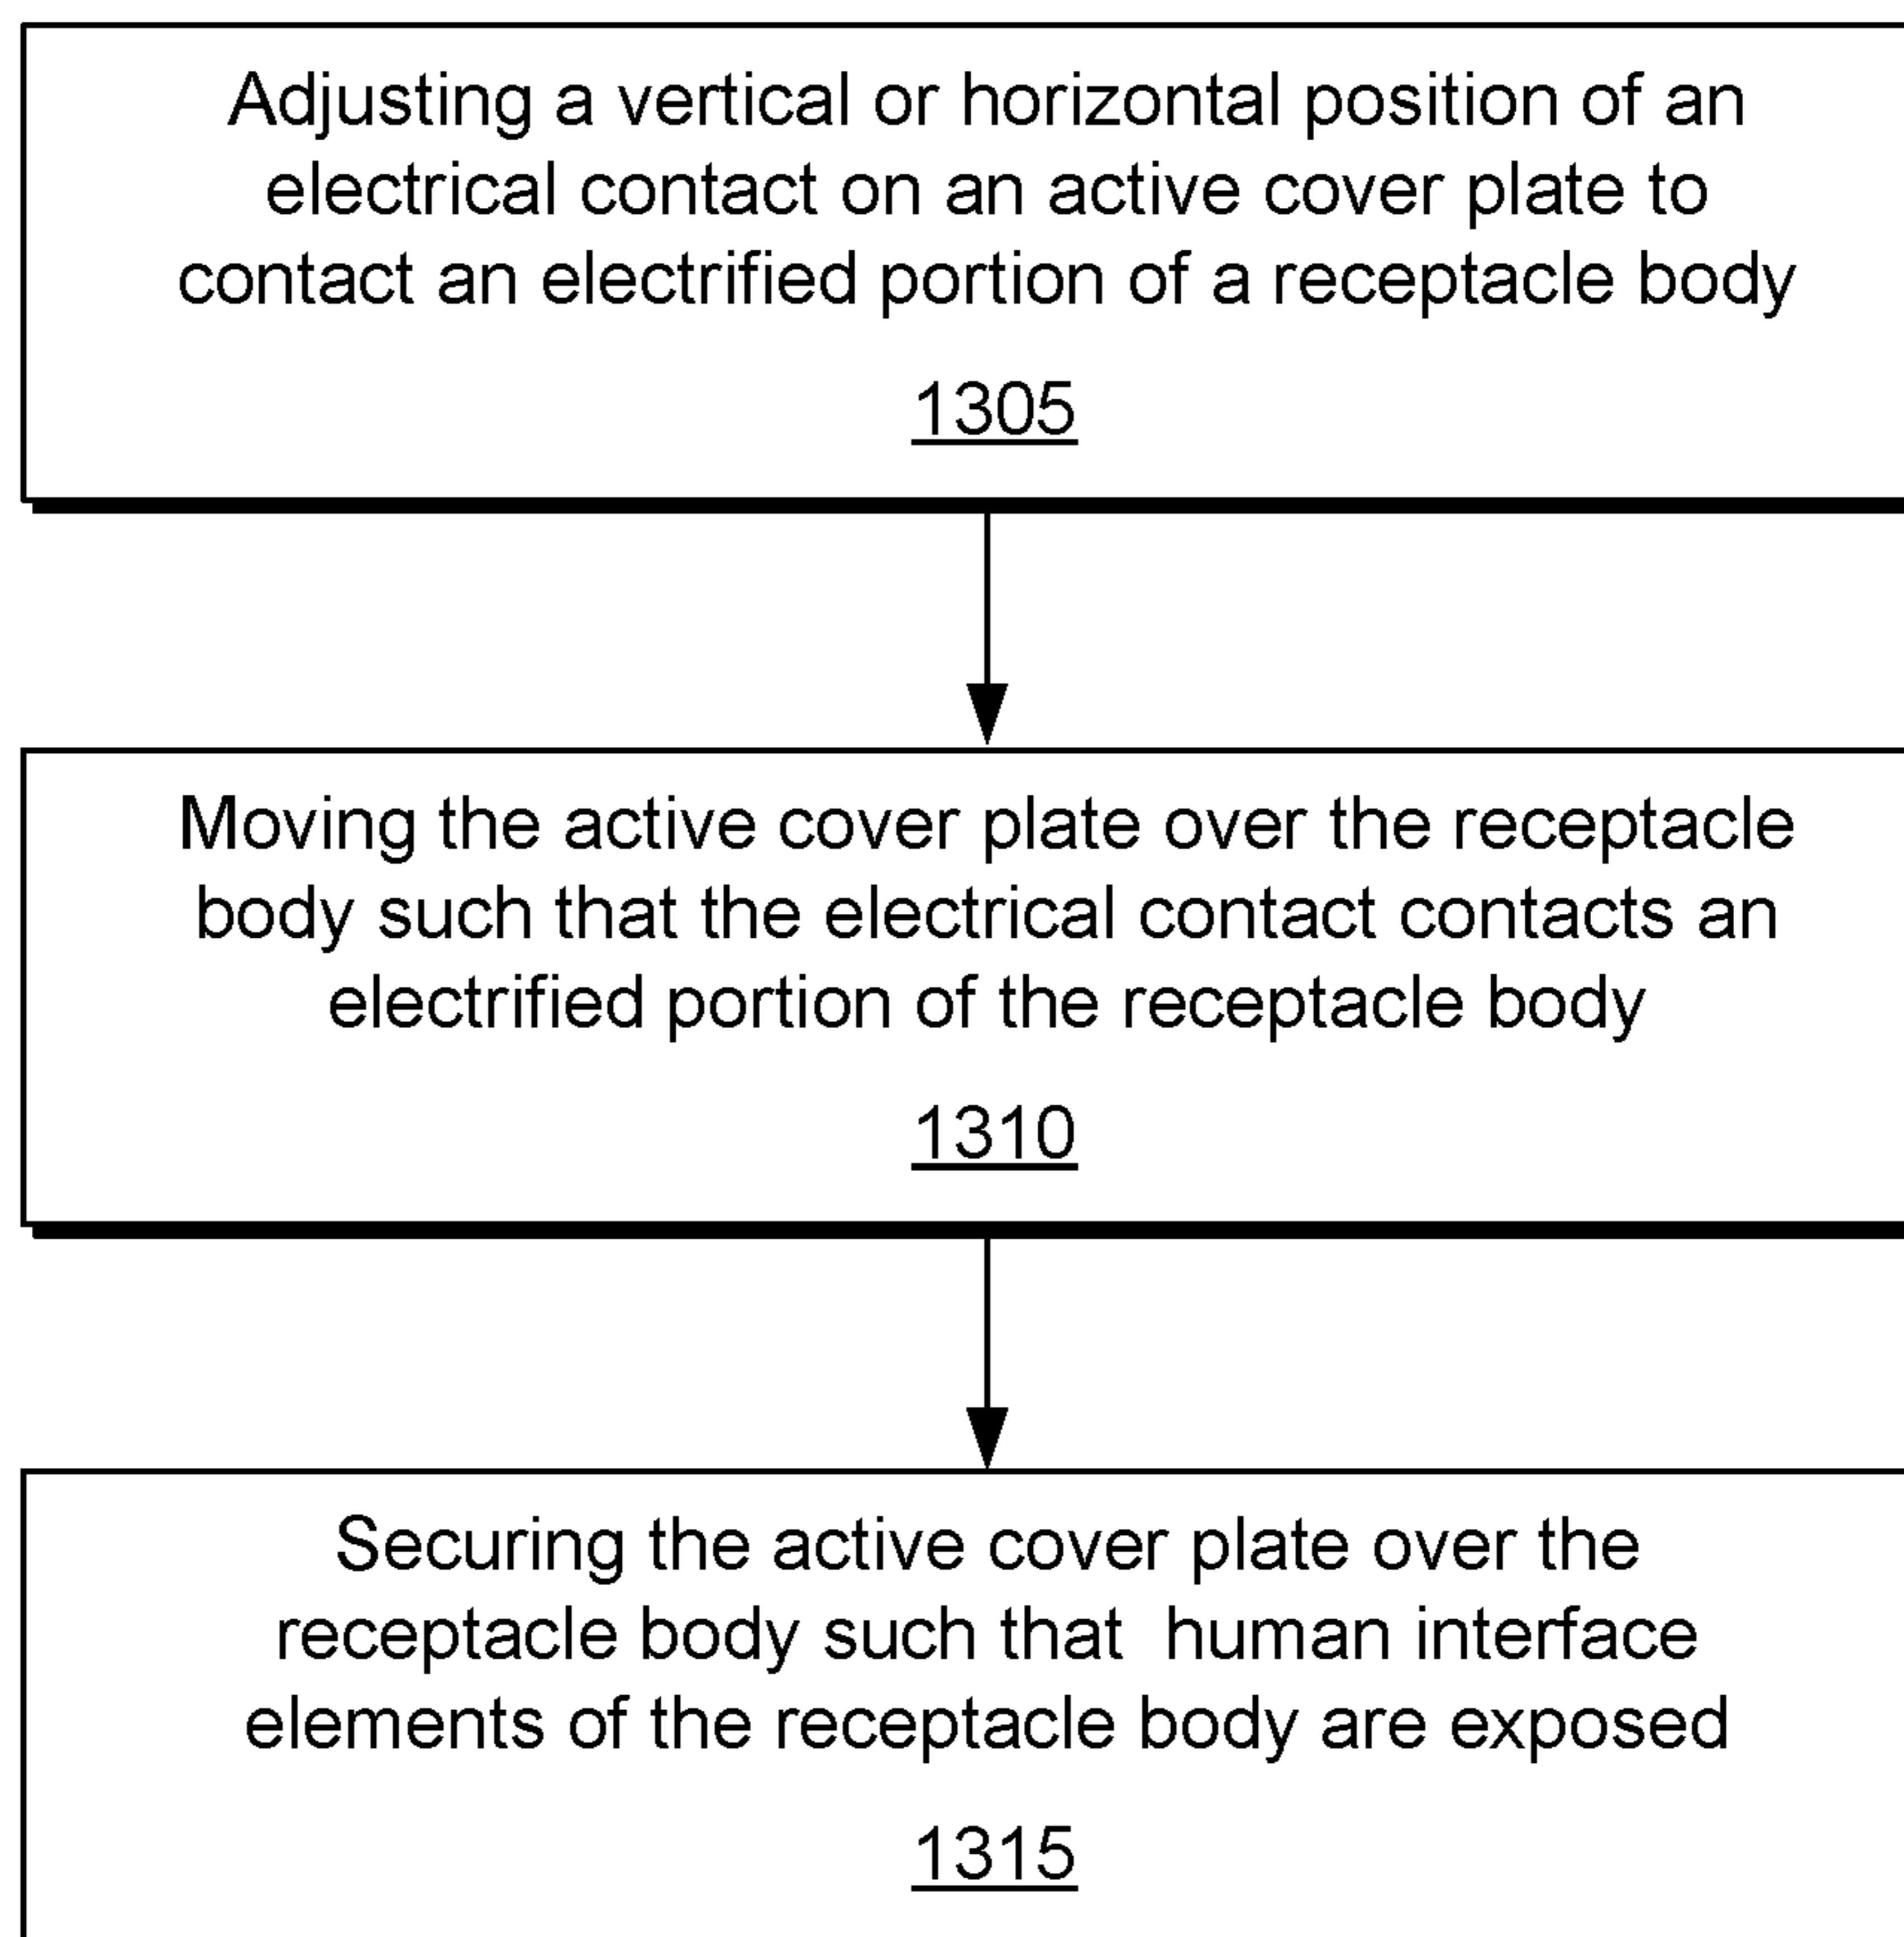 Adjusting a vertical or horizontal position of an
electrical contact on an active cover plate to
contact an electrified portion of a receptacle body
1305
Moving the active cover plate over the receptacle
body such that the electrical contact contacts an
electrified portion of the receptacle body
1310
Securing the active cover plate over the
receptacle body such that  human interface
elements of the receptacle body are exposed
1315